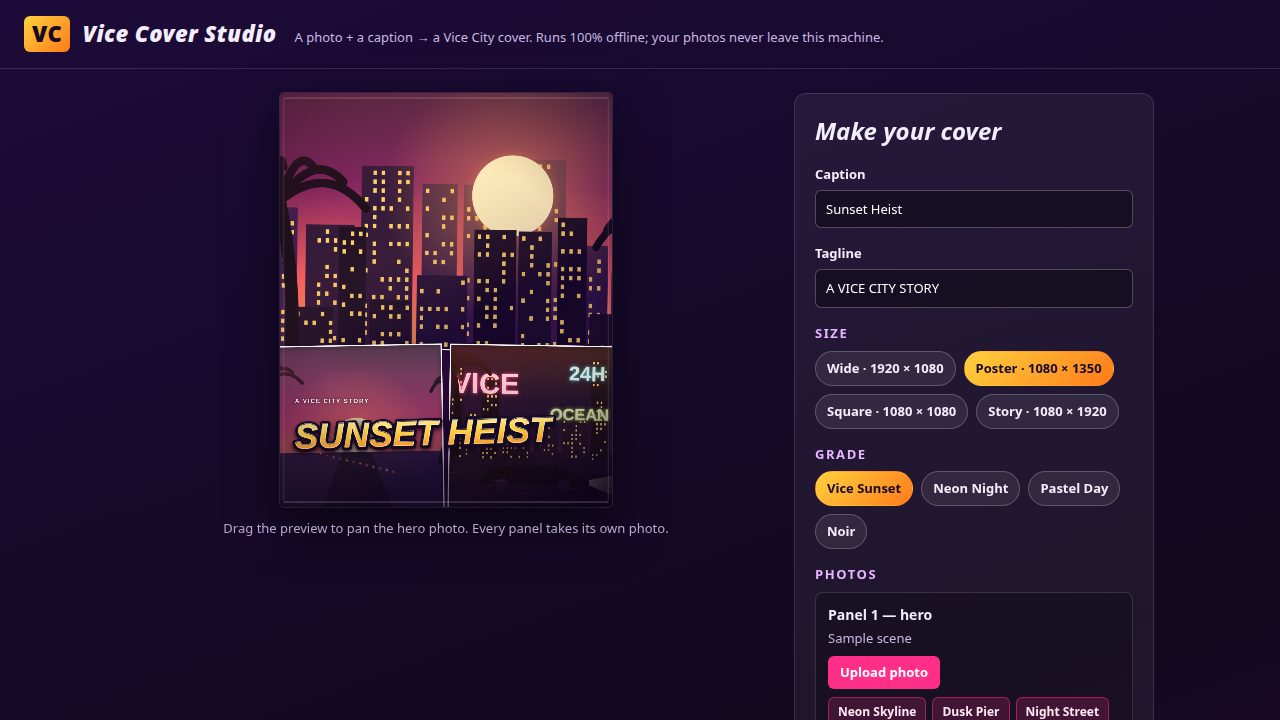 VC Vice Cover Studio A photo + a caption → a Vice City cover. Runs 100% offline; your photos never leave this machine.
VICE
24H
OCEAN
A VICE CITY STORY
SUNSET HEIST
Drag the preview to pan the hero photo. Every panel takes its own photo.
Make your cover
Caption
Sunset Heist
Tagline
A VICE CITY STORY
SIZE
Wide · 1920 × 1080 Poster · 1080 × 1350
Square · 1080 × 1080 Story · 1080 × 1920
GRADE
Vice Sunset Neon Night Pastel Day
Noir
PHOTOS
Panel 1 — hero
Sample scene
Upload photo
Neon Skyline Dusk Pier Night Street